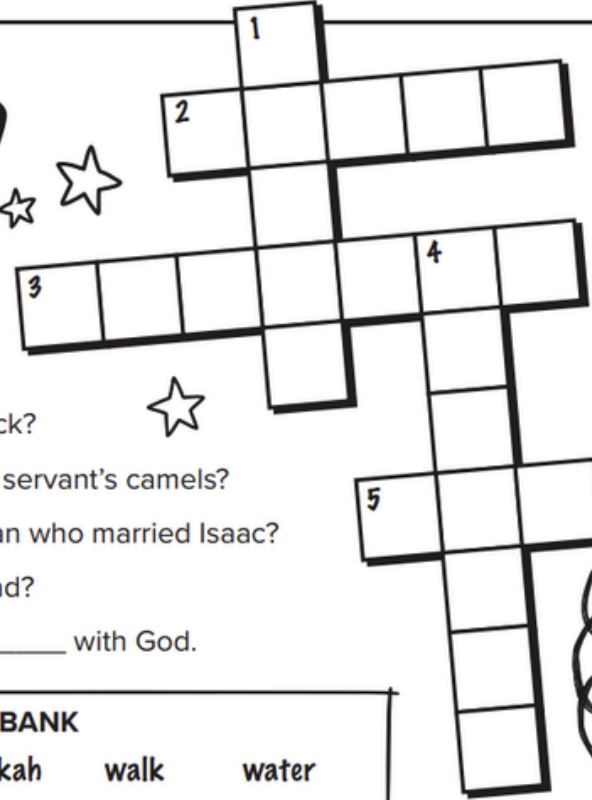 1
2
3
4
5
ck?
servant's camels?
an who married Isaac?
nd?
_____ with God.
BANK
kah walk water